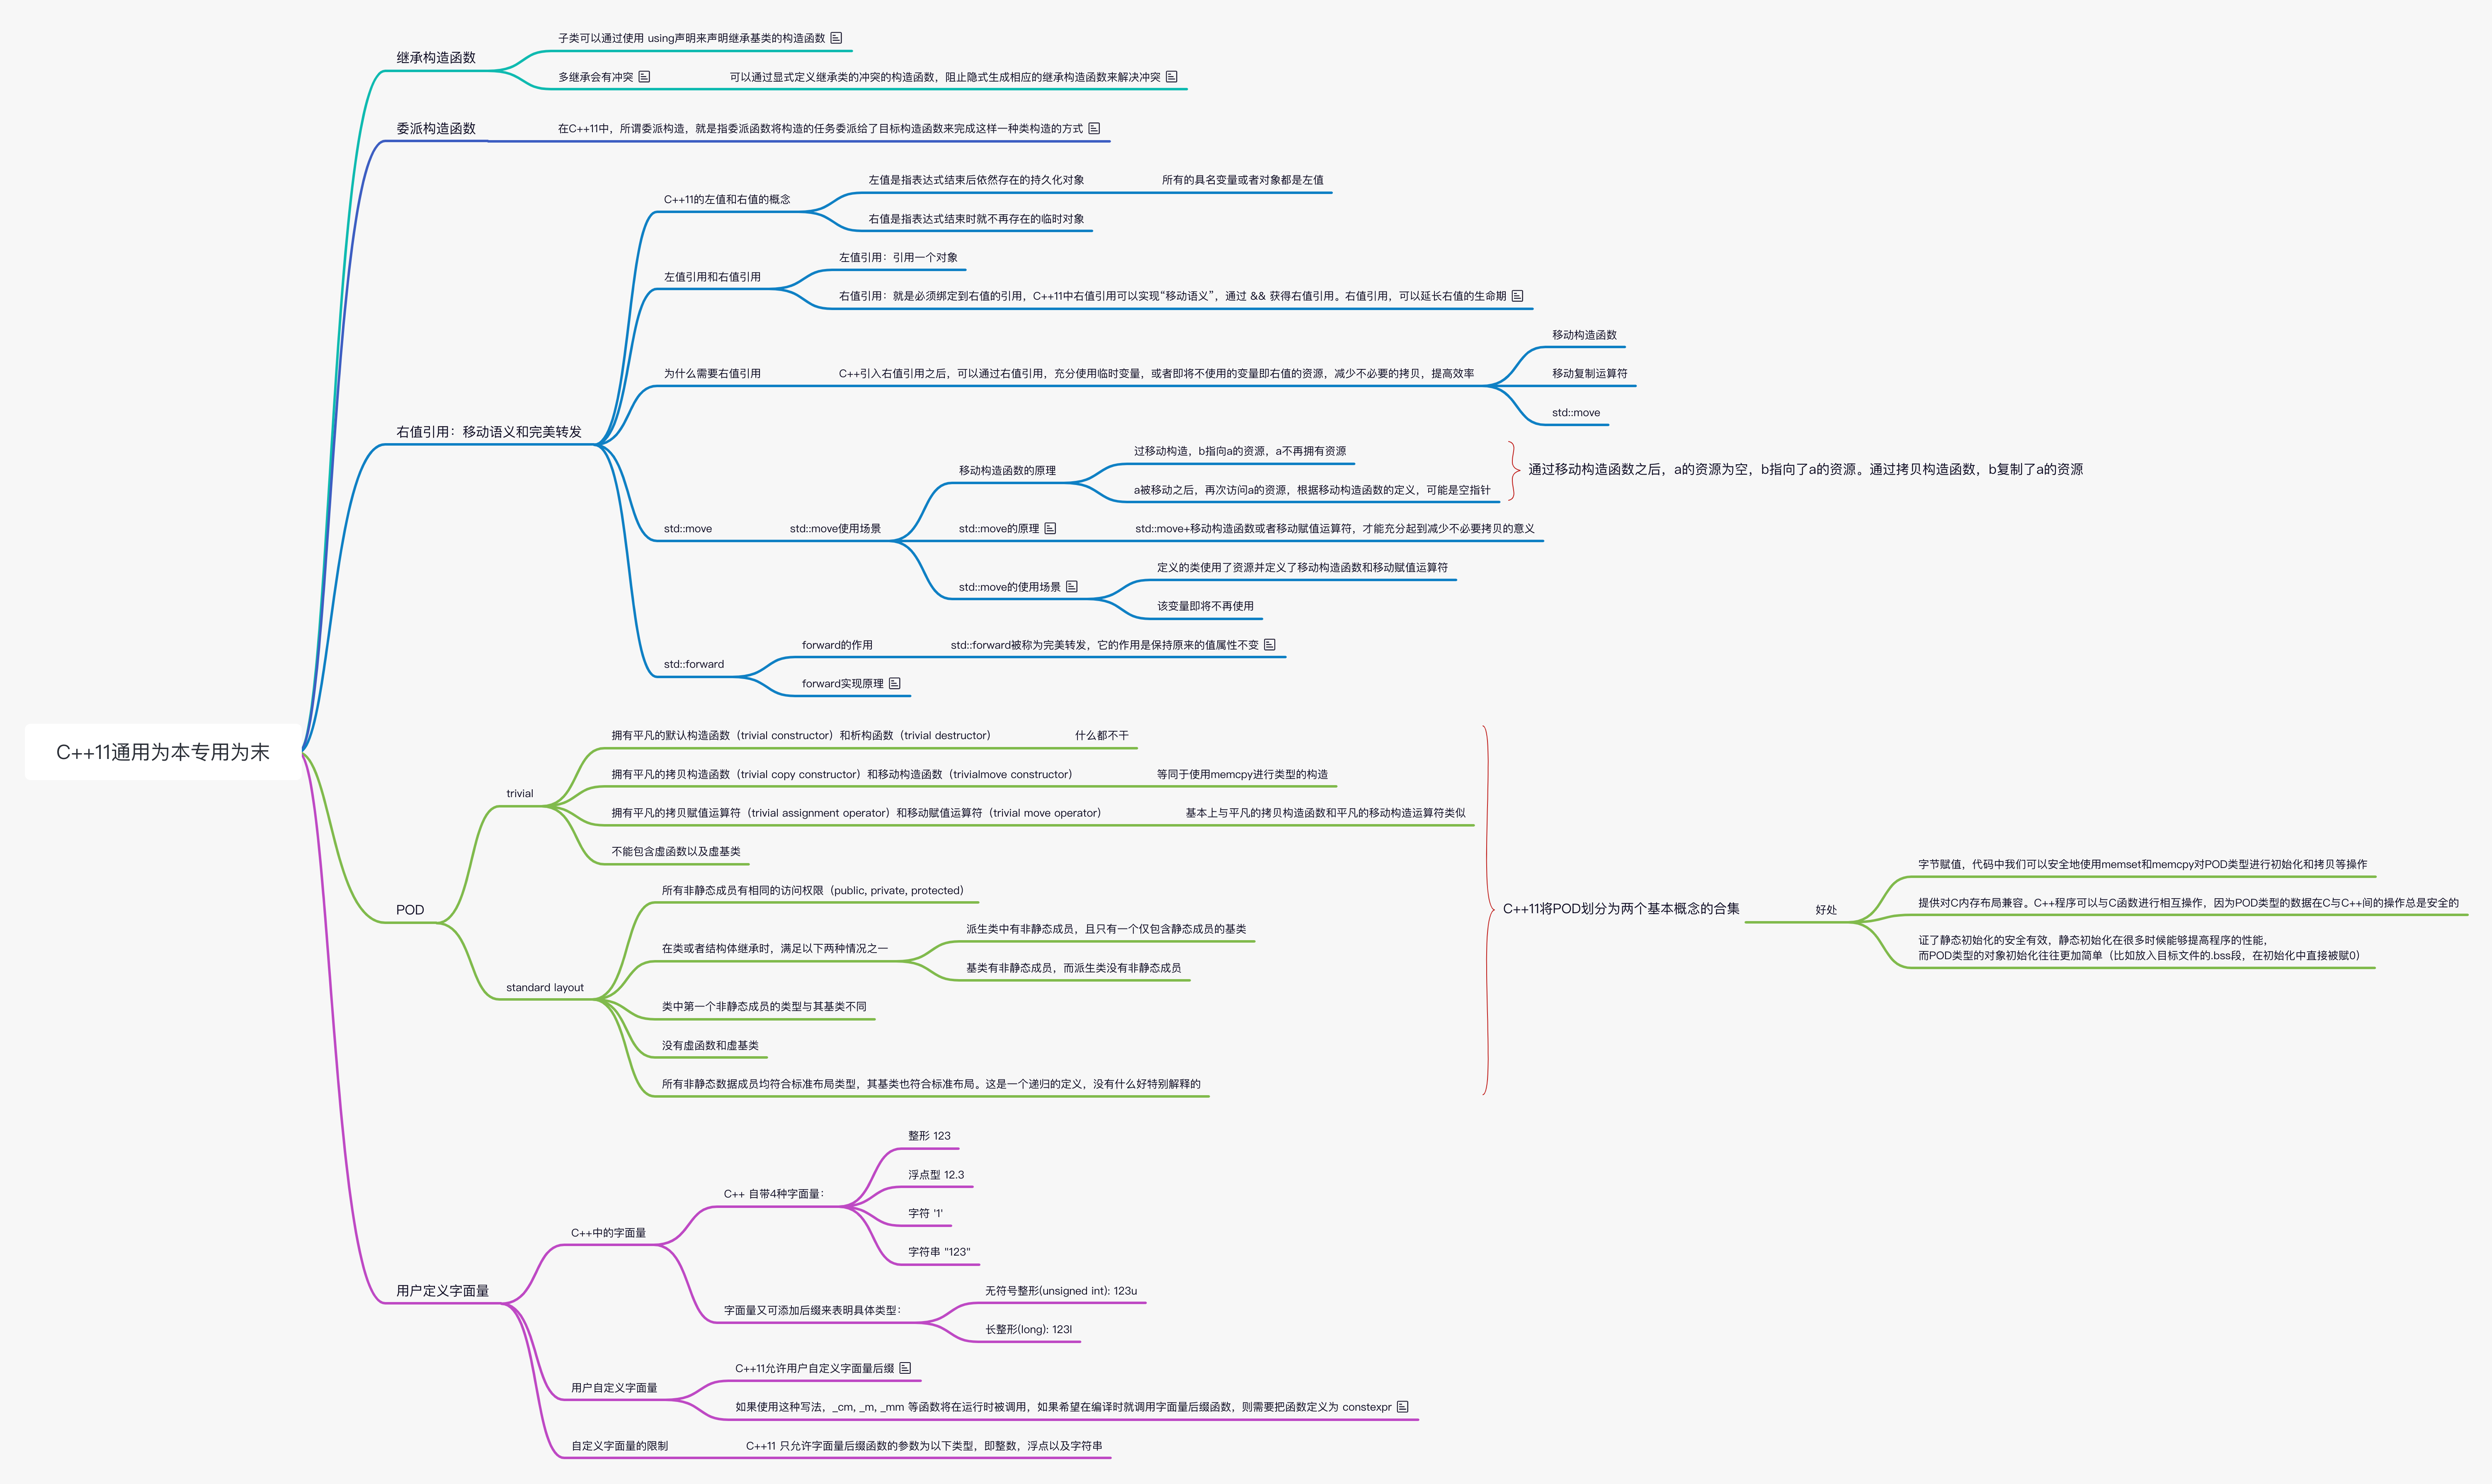 C++11通用为本专用为末
继承构造函数
子类可以通过使用 using声明来声明继承基类的构造函数
多继承会有冲突
可以通过显式定义继承类的冲突的构造函数，阻止隐式生成相应的继承构造函数来解决冲突
委派构造函数
在C++11中，所谓委派构造，就是指委派函数将构造的任务委派给了目标构造函数来完成这样一种类构造的方式
右值引用：移动语义和完美转发
C++11的左值和右值的概念
左值是指表达式结束后依然存在的持久化对象
所有的具名变量或者对象都是左值
右值是指表达式结束时就不再存在的临时对象
左值引用和右值引用
左值引用：引用一个对象
右值引用：就是必须绑定到右值的引用，C++11中右值引用可以实现“移动语义”，通过 && 获得右值引用。右值引用，可以延长右值的生命期
为什么需要右值引用
C++引入右值引用之后，可以通过右值引用，充分使用临时变量，或者即将不使用的变量即右值的资源，减少不必要的拷贝，提高效率
移动构造函数
移动复制运算符
std::move
std::move
std::move使用场景
移动构造函数的原理
过移动构造，b指向a的资源，a不再拥有资源
a被移动之后，再次访问a的资源，根据移动构造函数的定义，可能是空指针
通过移动构造函数之后，a的资源为空，b指向了a的资源。通过拷贝构造函数，b复制了a的资源
std::move的原理
std::move+移动构造函数或者移动赋值运算符，才能充分起到减少不必要拷贝的意义
std::move的使用场景
定义的类使用了资源并定义了移动构造函数和移动赋值运算符
该变量即将不再使用
std::forward
forward的作用
std::forward被称为完美转发，它的作用是保持原来的值属性不变
forward实现原理
POD
trivial
拥有平凡的默认构造函数（trivial constructor）和析构函数（trivial destructor）
什么都不干
拥有平凡的拷贝构造函数（trivial copy constructor）和移动构造函数（trivialmove constructor）
等同于使用memcpy进行类型的构造
拥有平凡的拷贝赋值运算符（trivial assignment operator）和移动赋值运算符（trivial move operator）
基本上与平凡的拷贝构造函数和平凡的移动构造运算符类似
不能包含虚函数以及虚基类
standard layout
所有非静态成员有相同的访问权限（public, private, protected）
在类或者结构体继承时，满足以下两种情况之一
派生类中有非静态成员，且只有一个仅包含静态成员的基类
基类有非静态成员，而派生类没有非静态成员
类中第一个非静态成员的类型与其基类不同
没有虚函数和虚基类
所有非静态数据成员均符合标准布局类型，其基类也符合标准布局。这是一个递归的定义，没有什么好特别解释的
C++11将POD划分为两个基本概念的合集
好处
字节赋值，代码中我们可以安全地使用memset和memcpy对POD类型进行初始化和拷贝等操作
提供对C内存布局兼容。C++程序可以与C函数进行相互操作，因为POD类型的数据在C与C++间的操作总是安全的
证了静态初始化的安全有效，静态初始化在很多时候能够提高程序的性能，
而POD类型的对象初始化往往更加简单（比如放入目标文件的.bss段，在初始化中直接被赋0）
用户定义字面量
C++中的字面量
C++ 自带4种字面量：
整形 123
浮点型 12.3
字符 '1'
字符串 "123"
字面量又可添加后缀来表明具体类型：
无符号整形(unsigned int): 123u
长整形(long): 123l
用户自定义字面量
C++11允许用户自定义字面量后缀
如果使用这种写法，_cm, _m, _mm 等函数将在运行时被调用，如果希望在编译时就调用字面量后缀函数，则需要把函数定义为 constexpr
自定义字面量的限制
C++11 只允许字面量后缀函数的参数为以下类型，即整数，浮点以及字符串